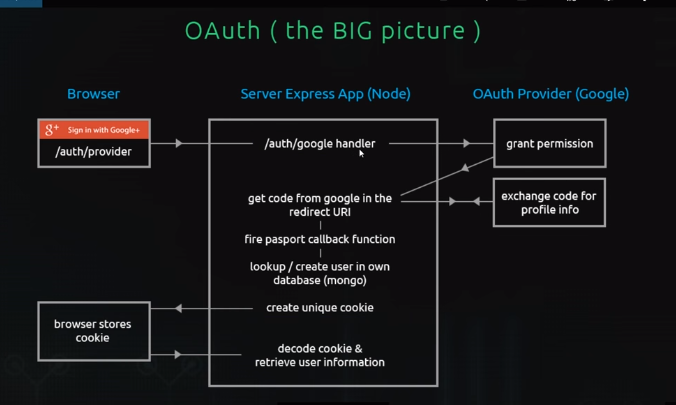 OAuth ( the BIG picture )
Browser
Server Express App (Node)
OAuth Provider (Google)
g+ Sign in with Google+
/auth/provider
/auth/google handler
grant permission
get code from google in the
redirect URI
exchange code for
profile info
fire pasport callback function
lookup / create user in own
database (mongo)
create unique cookie
browser stores
cookie
decode cookie &
retrieve user information